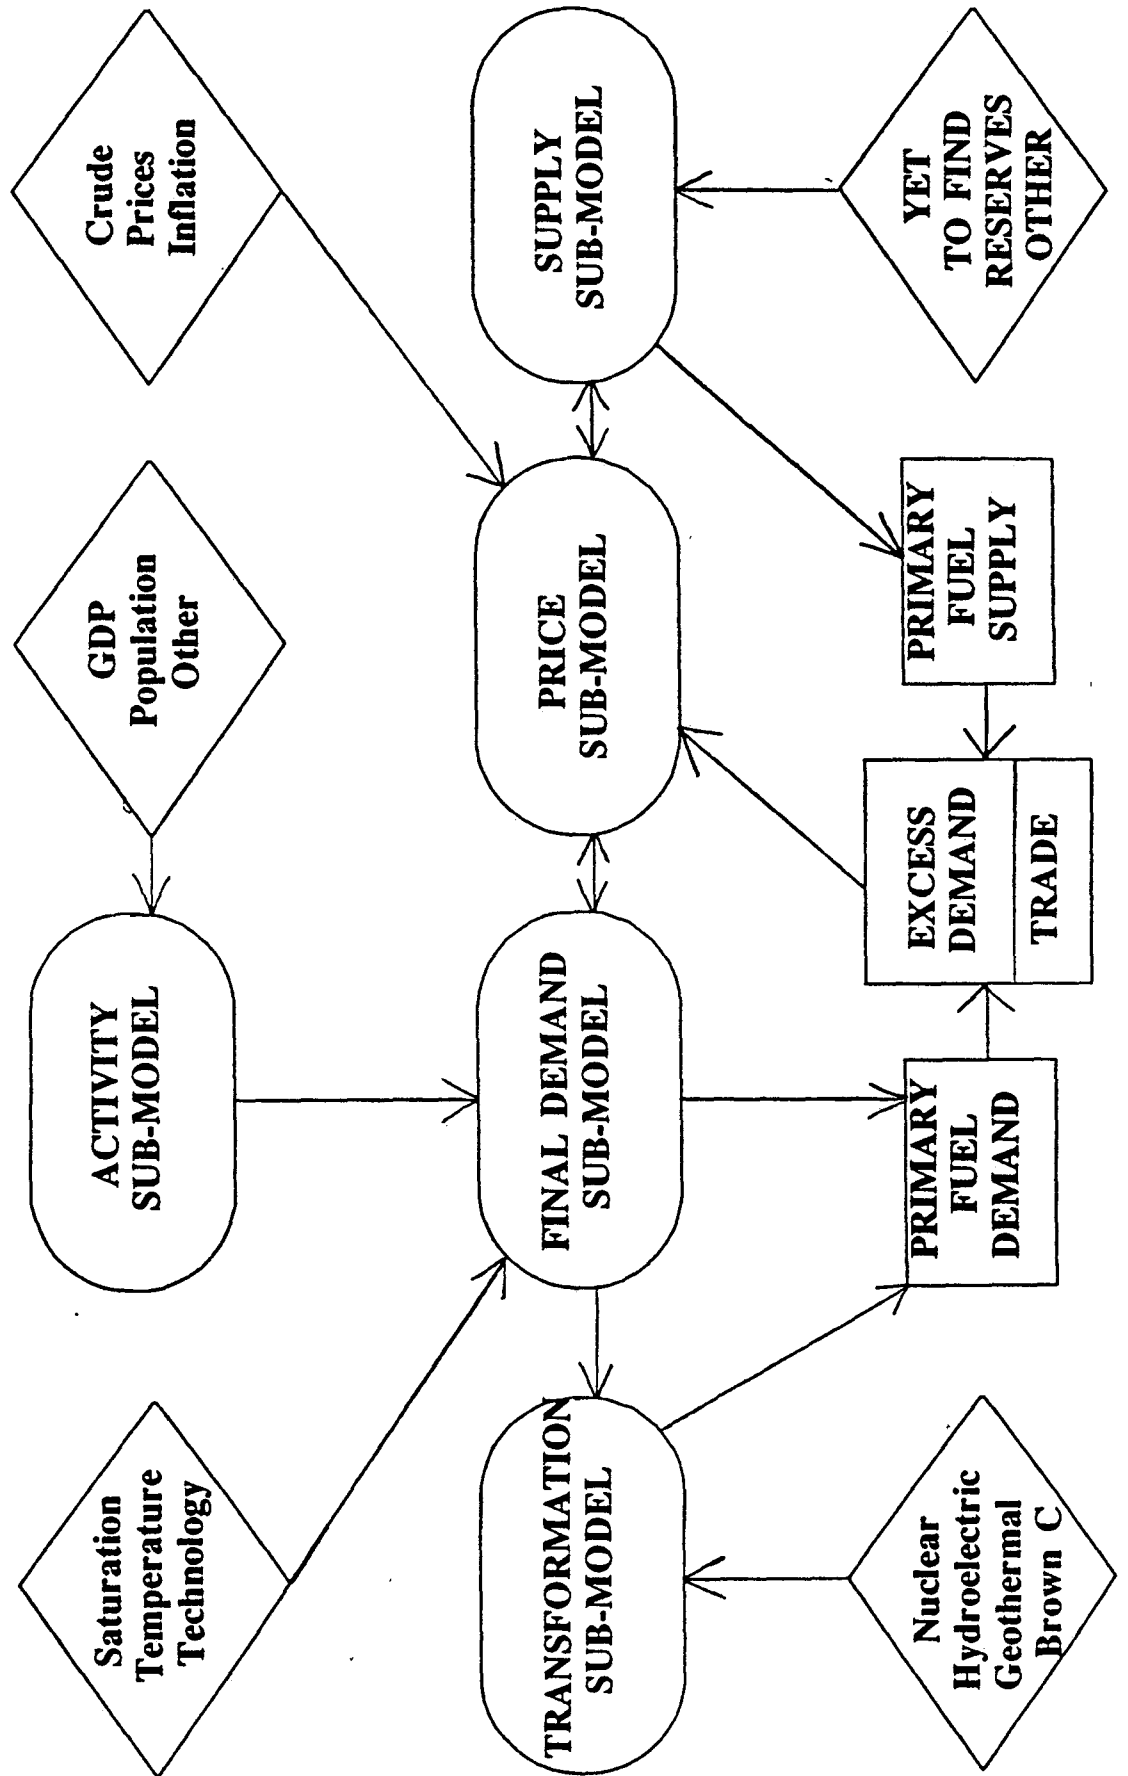 Saturation
Temperature
Technology
ACTIVITY
SUB-MODEL
GDP
Population
Other
Crude
Prices
Inflation
TRANSFORMATION
SUB-MODEL
FINAL DEMAND
SUB-MODEL
PRICE
SUB-MODEL
SUPPLY
SUB-MODEL
Nuclear
Hydroelectric
Geothermal
Brown C
PRIMARY
FUEL
DEMAND
EXCESS
DEMAND
TRADE
PRIMARY
FUEL
SUPPLY
YET
TO FIND
RESERVES
OTHER